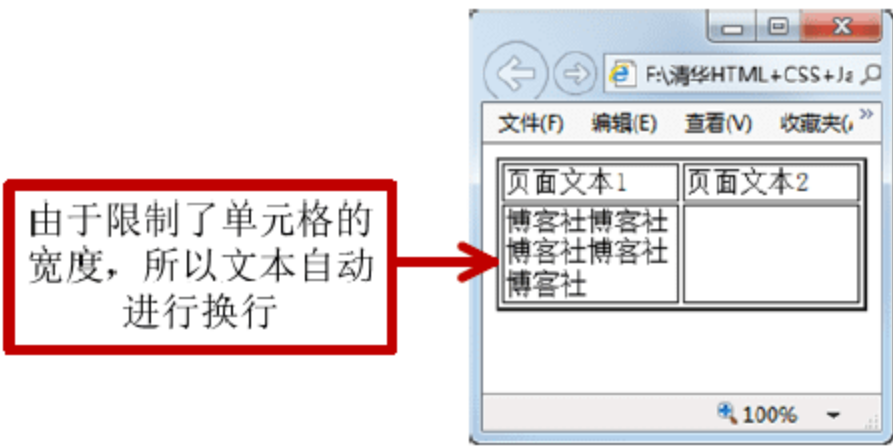 由于限制了单元格的
宽度，所以文本自动
进行换行
F:\清华HTML+CSS+Ja
文件(F) 编辑(E) 查看(V) 收藏夹(
页面文本1 页面文本2
博客社博客社
博客社博客社
博客社
100%